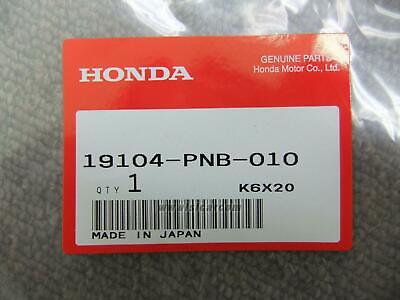 HONDA
GENUINE PARTS
Honda Motor Co., Ltd.
19104-PNB-010
QTY 1
K6X20
MADE IN JAPAN